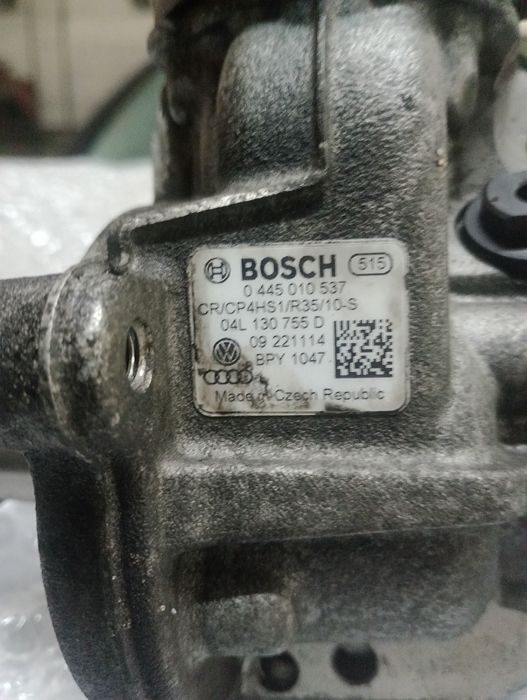 BOSCH 515
0 445 010 537
CR/CP4HS1/R35/10-S
04L 130 755 D
09 221114
BPY 1047
Made in Czech Republic